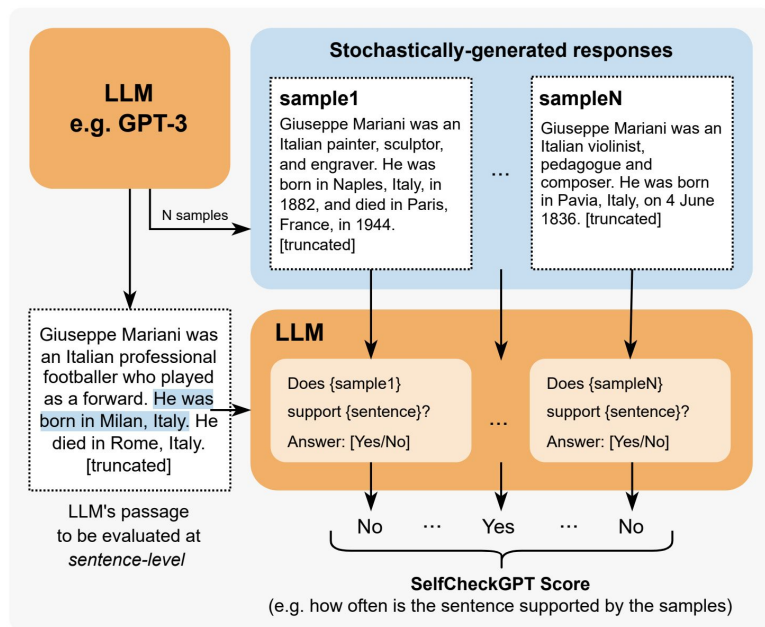 LLM
e.g. GPT-3
Stochastically-generated responses
sample1
Giuseppe Mariani was an
Italian painter, sculptor,
and engraver. He was
born in Naples, Italy, in
1882, and died in Paris,
France, in 1944.
[truncated]
...
sampleN
Giuseppe Mariani was an
Italian violinist,
pedagogue and
composer. He was born
in Pavia, Italy, on 4 June
1836. [truncated]
N samples
Giuseppe Mariani was
an Italian professional
footballer who played
as a forward. He was
born in Milan, Italy. He
died in Rome, Italy.
[truncated]
LLM's passage
to be evaluated at
sentence-level
LLM
Does {sample1}
support {sentence}?
Answer: [Yes/No]
...
Does {sampleN}
support {sentence}?
Answer: [Yes/No]
No ... Yes ... No
SelfCheckGPT Score
(e.g. how often is the sentence supported by the samples)